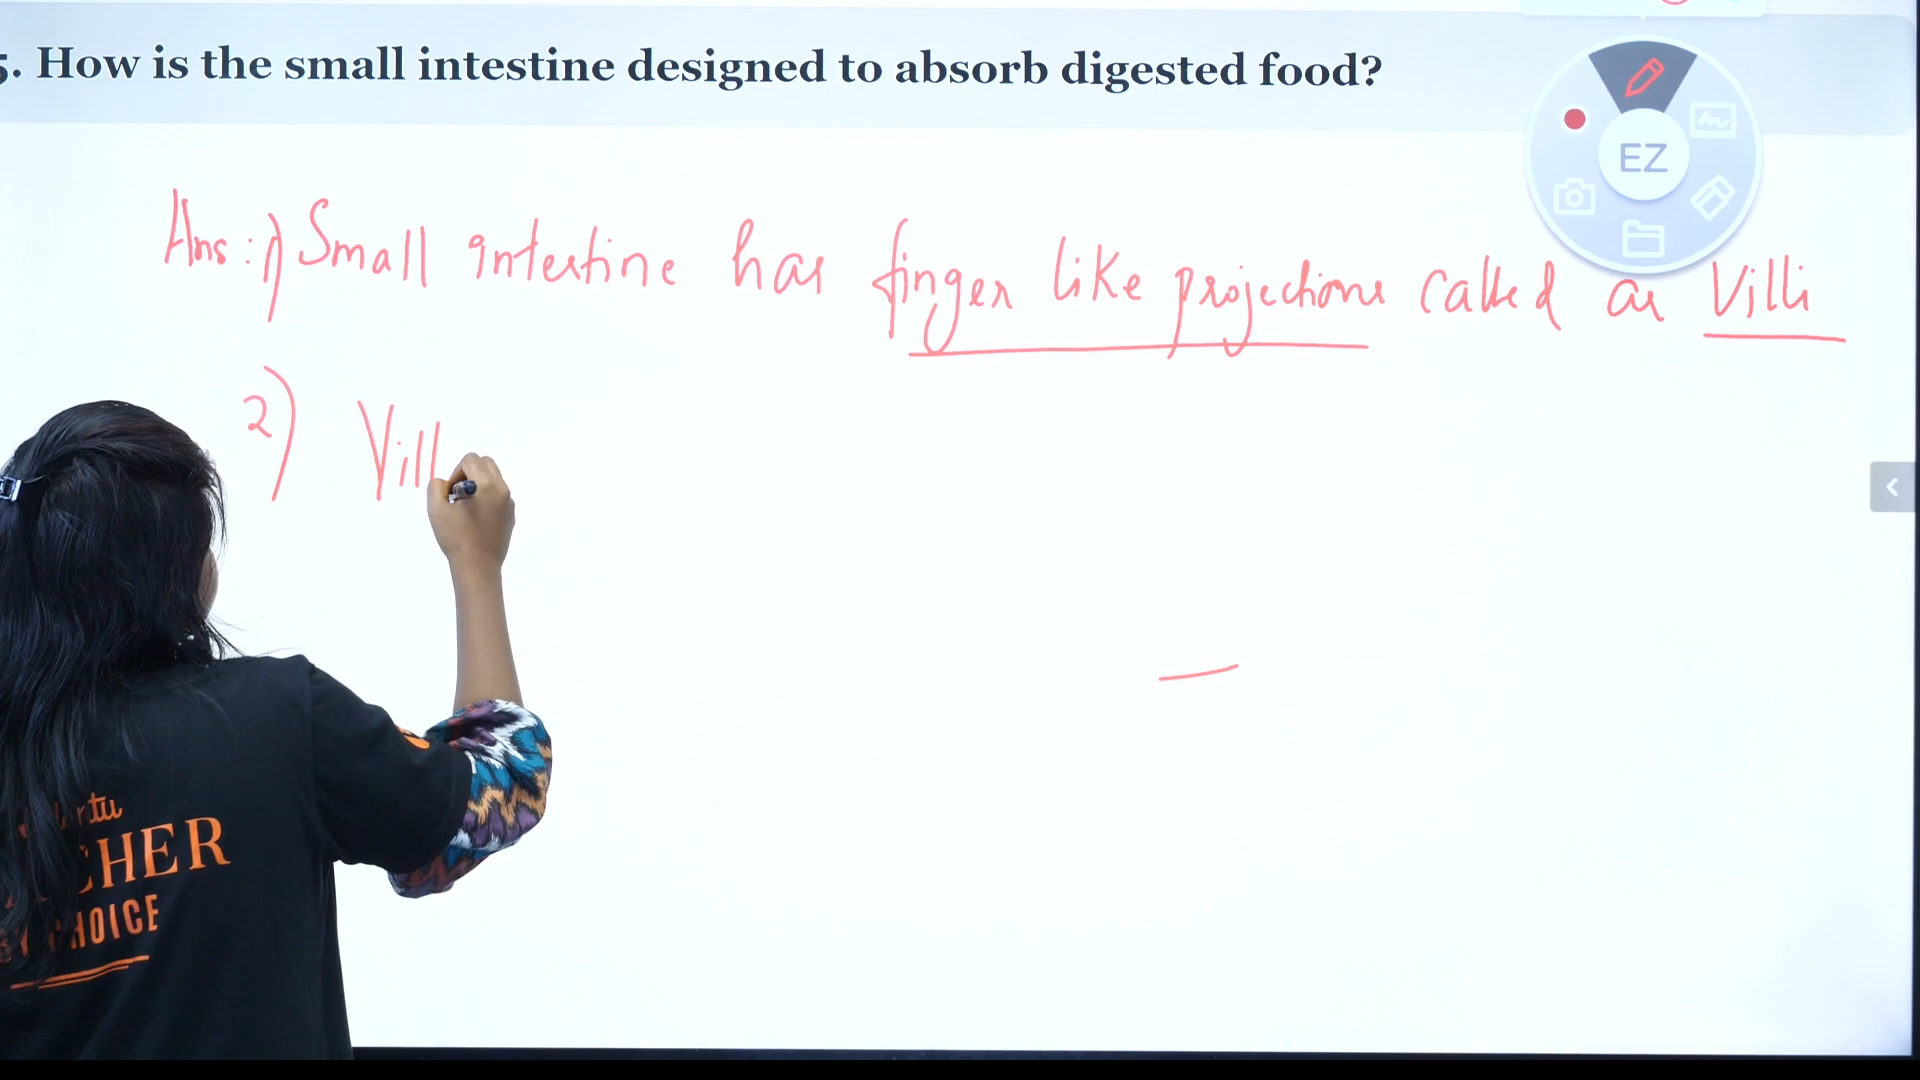 5. How is the small intestine designed to absorb digested food?
EZ
Ans : 1) Small intestine has finger like projections called as Villi
2) Vill
CHER
CHOICE